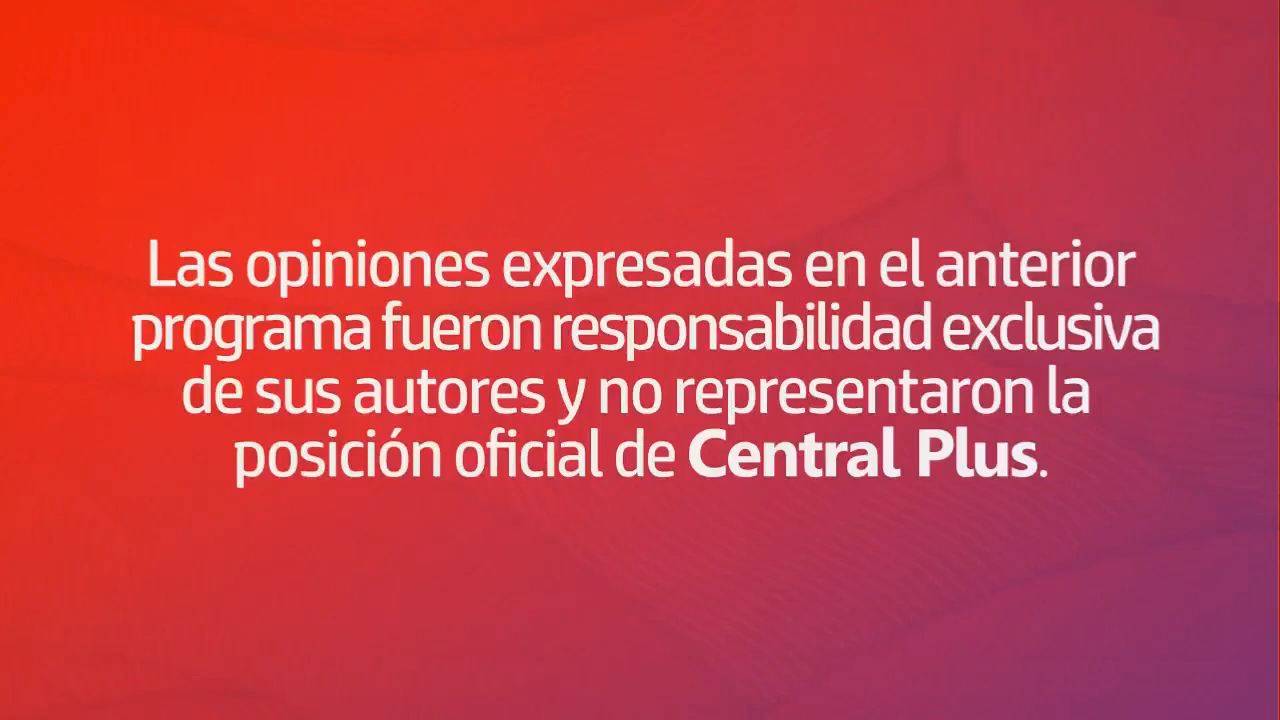 Las opiniones expresadas en el anterior
programa fueron responsabilidad exclusiva
de sus autores y no representaron la
posición oficial de Central Plus.